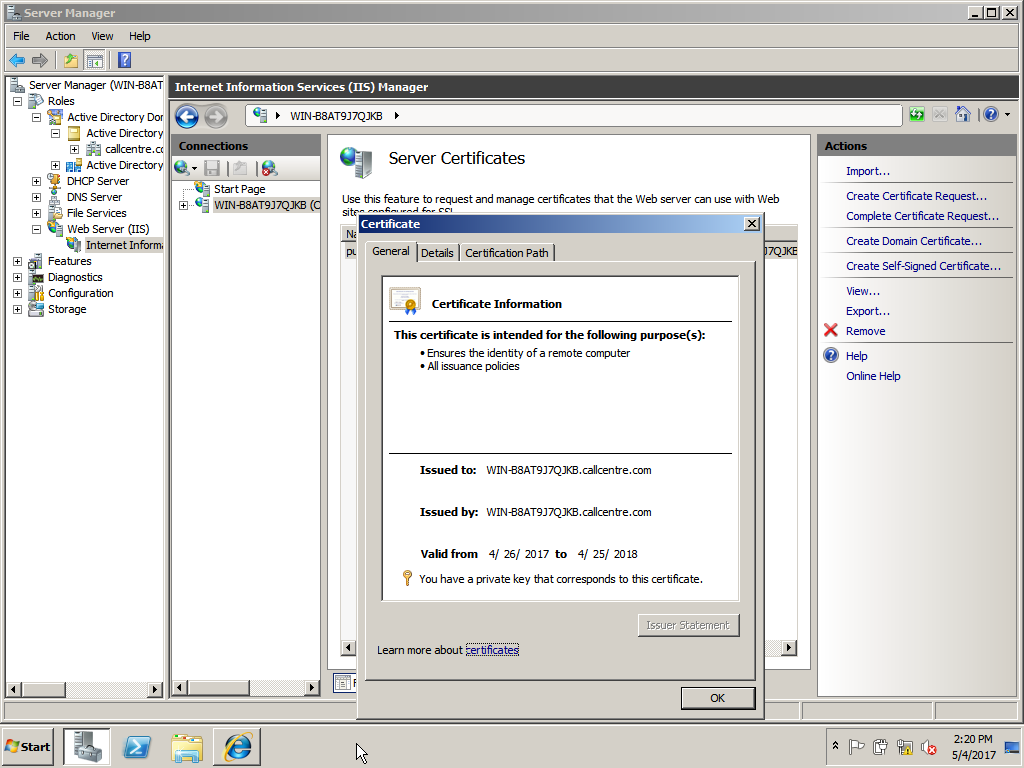 Server Manager
File Action View Help
Server Manager (WIN-B8AT
Roles
Active Directory Dor
Active Directory
callcentre.co
Active Directory
DHCP Server
DNS Server
File Services
Web Server (IIS)
Internet Informa
Features
Diagnostics
Configuration
Storage
Internet Information Services (IIS) Manager
WIN-B8AT9J7QJKB
Connections
Start Page
WIN-B8AT9J7QJKB (C
Server Certificates
Use this feature to request and manage certificates that the Web server can use with Web
sites configured for SSL.
Na
pu
J7QJKB
Certificate
General Details Certification Path
Certificate Information
This certificate is intended for the following purpose(s):
• Ensures the identity of a remote computer
• All issuance policies
Issued to: WIN-B8AT9J7QJKB.callcentre.com
Issued by: WIN-B8AT9J7QJKB.callcentre.com
Valid from 4/ 26/ 2017 to 4/ 25/ 2018
You have a private key that corresponds to this certificate.
Issuer Statement
Learn more about certificates
OK
F
Actions
Import...
Create Certificate Request...
Complete Certificate Request...
Create Domain Certificate...
Create Self-Signed Certificate...
View...
Export...
Remove
Help
Online Help
Start
2:20 PM
5/4/2017